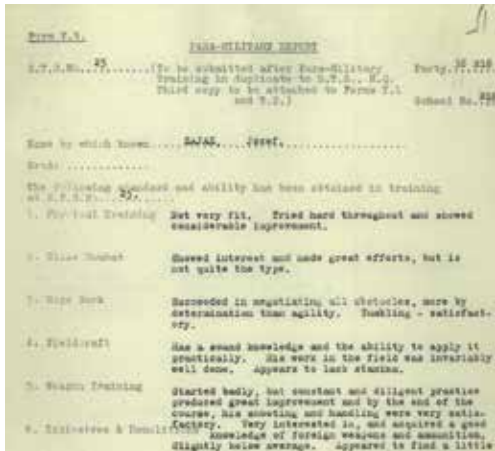 Form Y.4.
PARA-MILITARY REPORT
S.T.S.No. 25 (To be submitted after Para-Military Party
Training in duplicate to S.T.S., H.Q.
Third copy to be attached to Forms Y.1 School No.
and Y.2.)
Name by which known Josef.
Rank:
The following standard and ability has been obtained in training
at S.T.S.No. 25.
1. Physical Training Not very fit. Tried hard throughout and showed
considerable improvement.
2. Combat Showed interest and made great efforts, but is
not quite the type.
3. Rope Work Succeeded in negotiating all obstacles, more by
determination than agility. Tumbling - satisfact-
ory.
4. Fieldcraft Has a sound knowledge and the ability to apply it
practically. His work in the field was invariably
well done. Appears to lack stamina.
5. Weapon Training Started badly, but constant and diligent practice
produced great improvement and by the end of the
course, his shooting and handling were very satis-
factory. Very interested in, and acquired a good
6. Explosives & Demolitions knowledge of foreign weapons and ammunition.
Slightly below average. Appeared to find a little